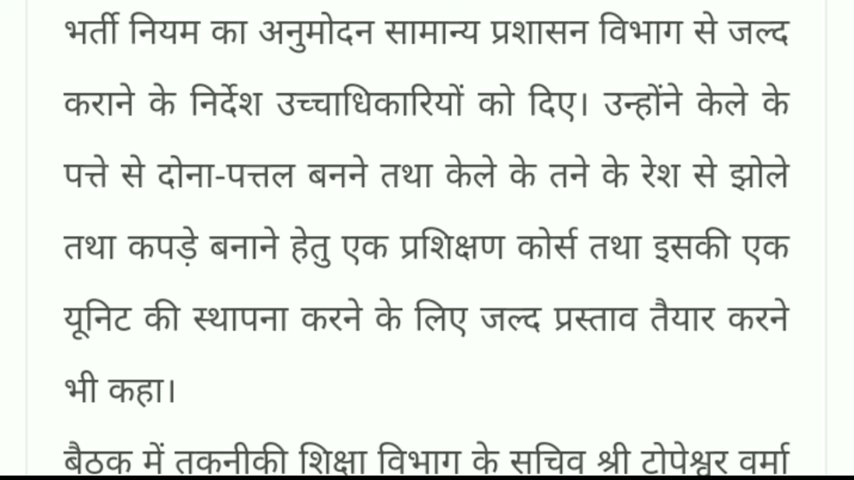 भर्ती नियम का अनुमोदन सामान्य प्रशासन विभाग से जल्द
कराने के निर्देश उच्चाधिकारियों को दिए। उन्होंने केले के
पत्ते से दोना-पत्तल बनने तथा केले के तने के रेश से झोले
तथा कपड़े बनाने हेतु एक प्रशिक्षण कोर्स तथा इसकी एक
यूनिट की स्थापना करने के लिए जल्द प्रस्ताव तैयार करने
भी कहा।
बैठक में तकनीकी शिक्षा विभाग के सचिव श्री टोपेश्वर वर्मा